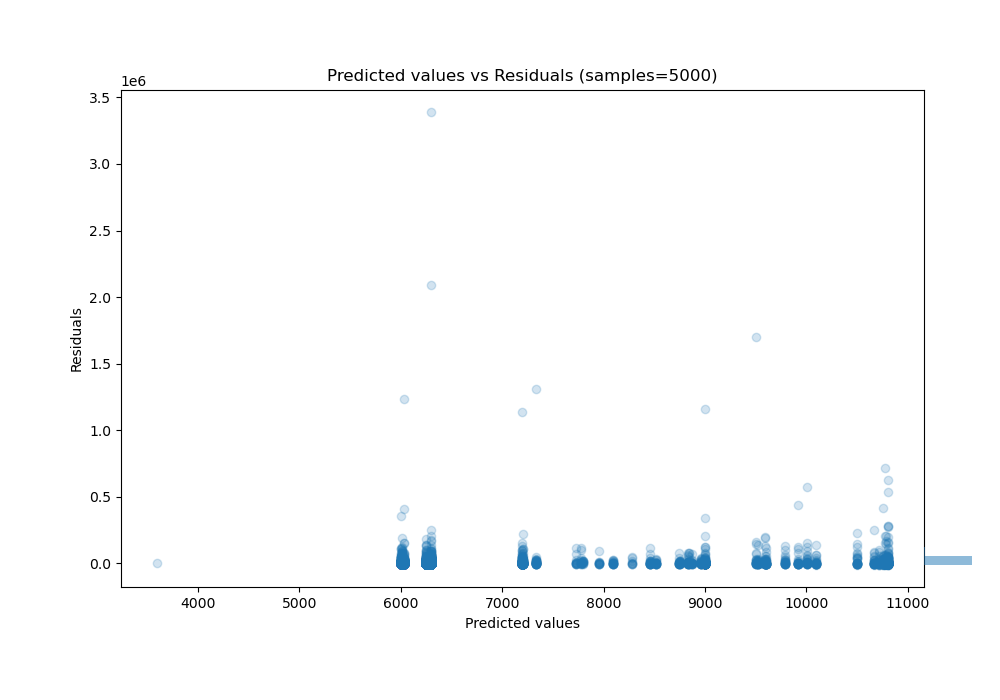 Predicted values vs Residuals (samples=5000)
1e6
3.5
3.0
2.5
2.0
1.5
1.0
0.5
0.0
Residuals
4000 5000 6000 7000 8000 9000 10000 11000
Predicted values